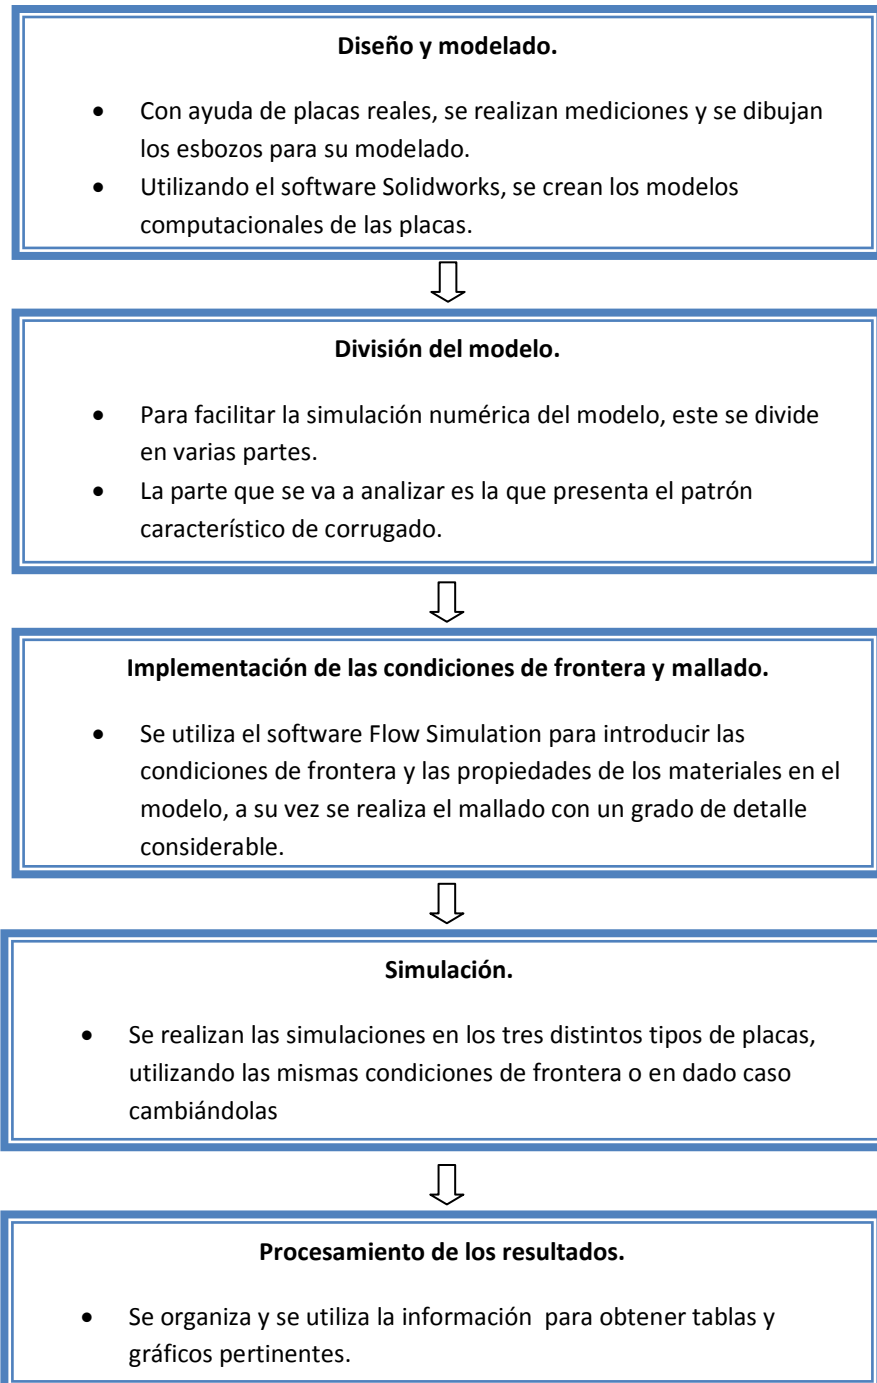 Diseño y modelado.
• Con ayuda de placas reales, se realizan mediciones y se dibujan
los esbozos para su modelado.
• Utilizando el software Solidworks, se crean los modelos
computacionales de las placas.
División del modelo.
• Para facilitar la simulación numérica del modelo, este se divide
en varias partes.
• La parte que se va a analizar es la que presenta el patrón
característico de corrugado.
Implementación de las condiciones de frontera y mallado.
• Se utiliza el software Flow Simulation para introducir las
condiciones de frontera y las propiedades de los materiales en el
modelo, a su vez se realiza el mallado con un grado de detalle
considerable.
Simulación.
• Se realizan las simulaciones en los tres distintos tipos de placas,
utilizando las mismas condiciones de frontera o en dado caso
cambiándolas
Procesamiento de los resultados.
• Se organiza y se utiliza la información para obtener tablas y
gráficos pertinentes.